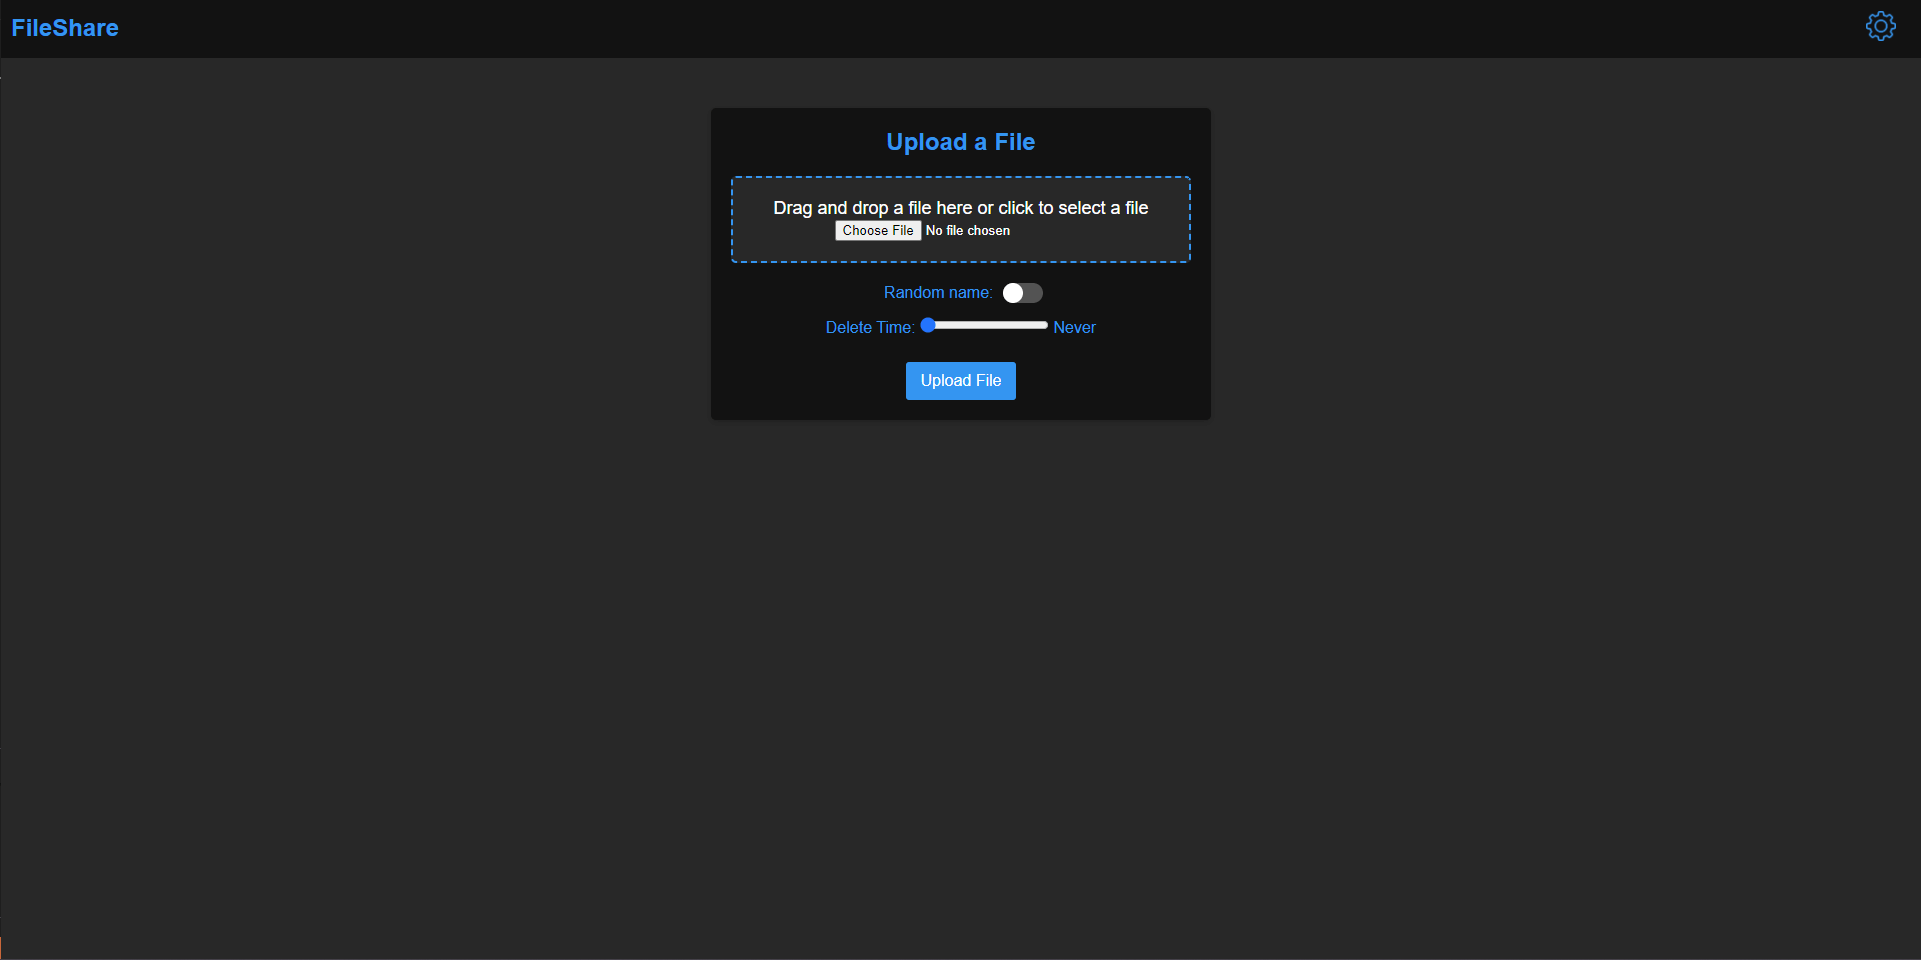 FileShare
Upload a File
Drag and drop a file here or click to select a file
Choose File No file chosen
Random name:
Delete Time: Never
Upload File